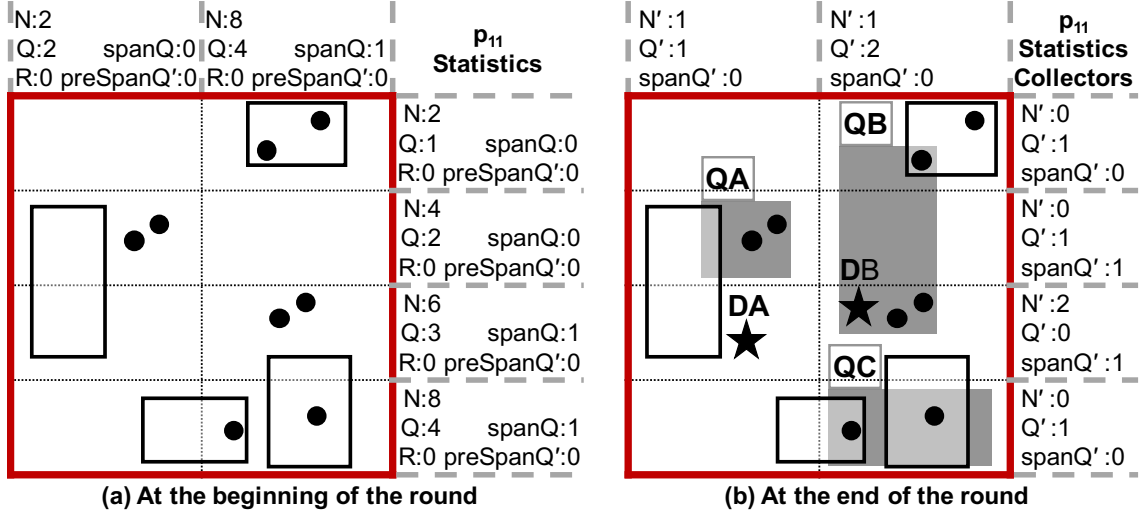 N:2
Q:2 spanQ:0
R:0 preSpanQ′:0
N:8
Q:4 spanQ:1
R:0 preSpanQ′:0
p₁₁
Statistics
N:2
Q:1 spanQ:0
R:0 preSpanQ′:0
N:4
Q:2 spanQ:0
R:0 preSpanQ′:0
N:6
Q:3 spanQ:1
R:0 preSpanQ′:0
N:8
Q:4 spanQ:1
R:0 preSpanQ′:0
(a) At the beginning of the round
N′:1
Q′:1
spanQ′:0
N′:1
Q′:2
spanQ′:0
p₁₁
Statistics
Collectors
QB
QA
DB
DA
QC
N′:0
Q′:1
spanQ′:0
N′:0
Q′:1
spanQ′:1
N′:2
Q′:0
spanQ′:1
N′:0
Q′:1
spanQ′:0
(b) At the end of the round